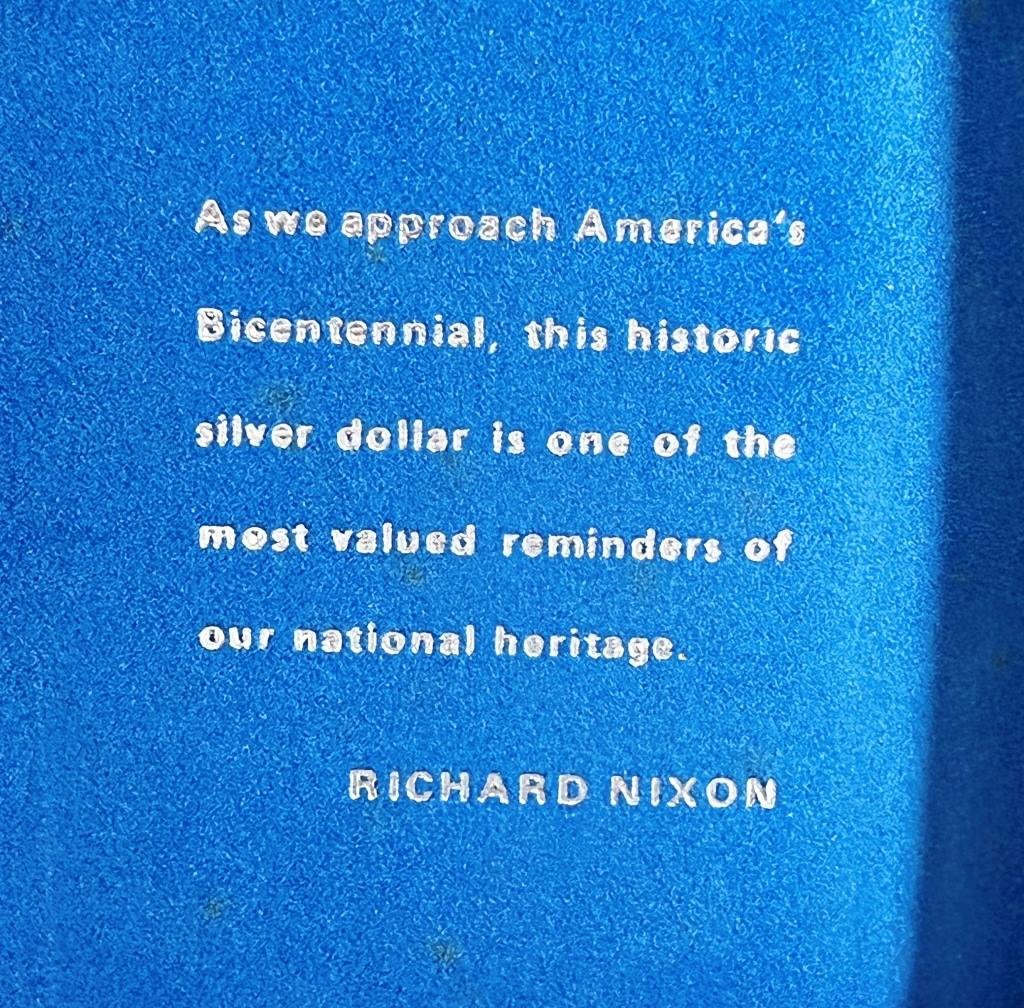 As we approach America's
Bicentennial, this historic
silver dollar is one of the
most valued reminders of
our national heritage.
RICHARD NIXON